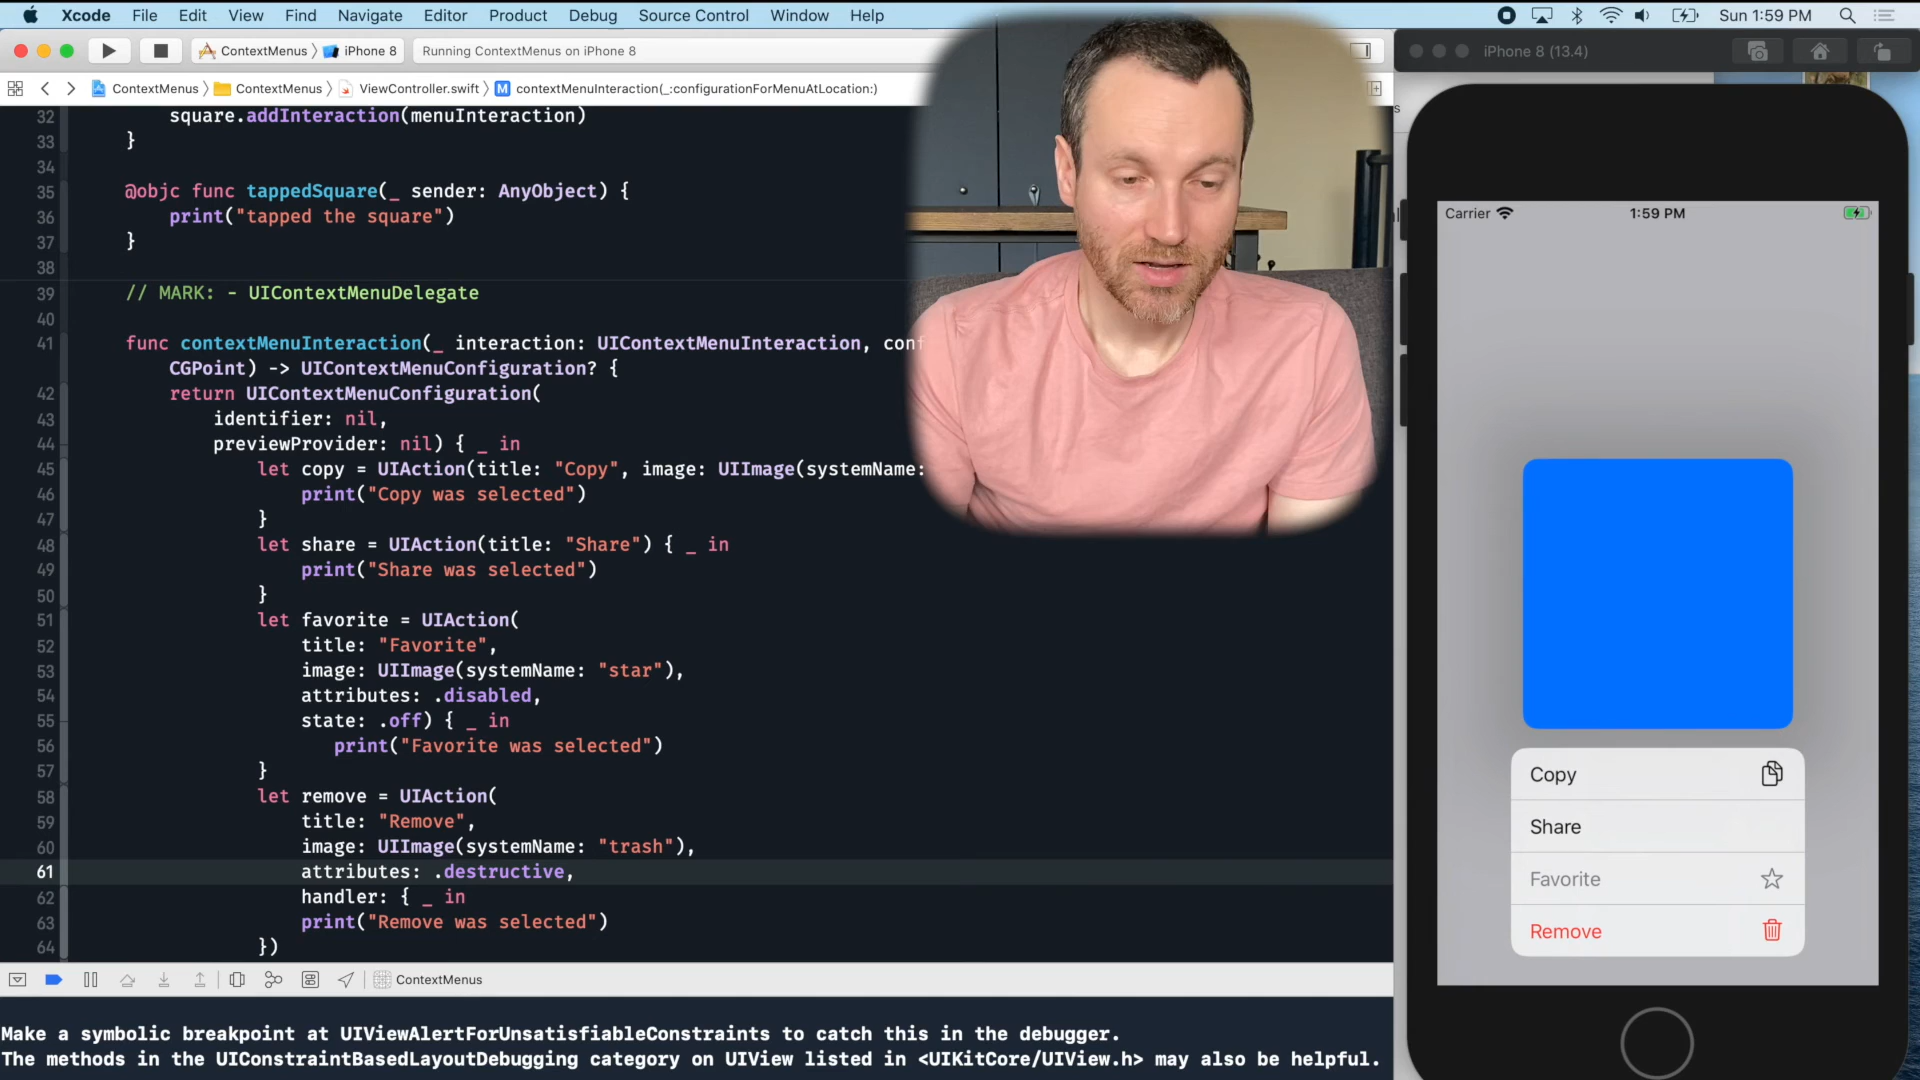 Xcode File Edit View Find Navigate Editor Product Debug Source Control Window Help Sun 1:59 PM
ContextMenus iPhone 8 Running ContextMenus on iPhone 8
iPhone 8 (13.4)
ContextMenus ContextMenus ViewController.swift M contextMenuInteraction(_:configurationForMenuAtLocation:)
32 square.addInteraction(menuInteraction)
33 }
34
35 @objc func tappedSquare(_ sender: AnyObject) {
36 print("tapped the square")
37 }
38
39 // MARK: - UIContextMenuDelegate
40
41 func contextMenuInteraction(_ interaction: UIContextMenuInteraction, conf
CGPoint) -> UIContextMenuConfiguration? {
42 return UIContextMenuConfiguration(
43 identifier: nil,
44 previewProvider: nil) { _ in
45 let copy = UIAction(title: "Copy", image: UIImage(systemName:
46 print("Copy was selected")
47 }
48 let share = UIAction(title: "Share") { _ in
49 print("Share was selected")
50 }
51 let favorite = UIAction(
52 title: "Favorite",
53 image: UIImage(systemName: "star"),
54 attributes: .disabled,
55 state: .off) { _ in
56 print("Favorite was selected")
57 }
58 let remove = UIAction(
59 title: "Remove",
60 image: UIImage(systemName: "trash"),
61 attributes: .destructive,
62 handler: { _ in
63 print("Remove was selected")
64 })
ContextMenus
Make a symbolic breakpoint at UIViewAlertForUnsatisfiableConstraints to catch this in the debugger.
The methods in the UIConstraintBasedLayoutDebugging category on UIView listed in <UIKitCore/UIView.h> may also be helpful.
Carrier 1:59 PM
Copy
Share
Favorite
Remove